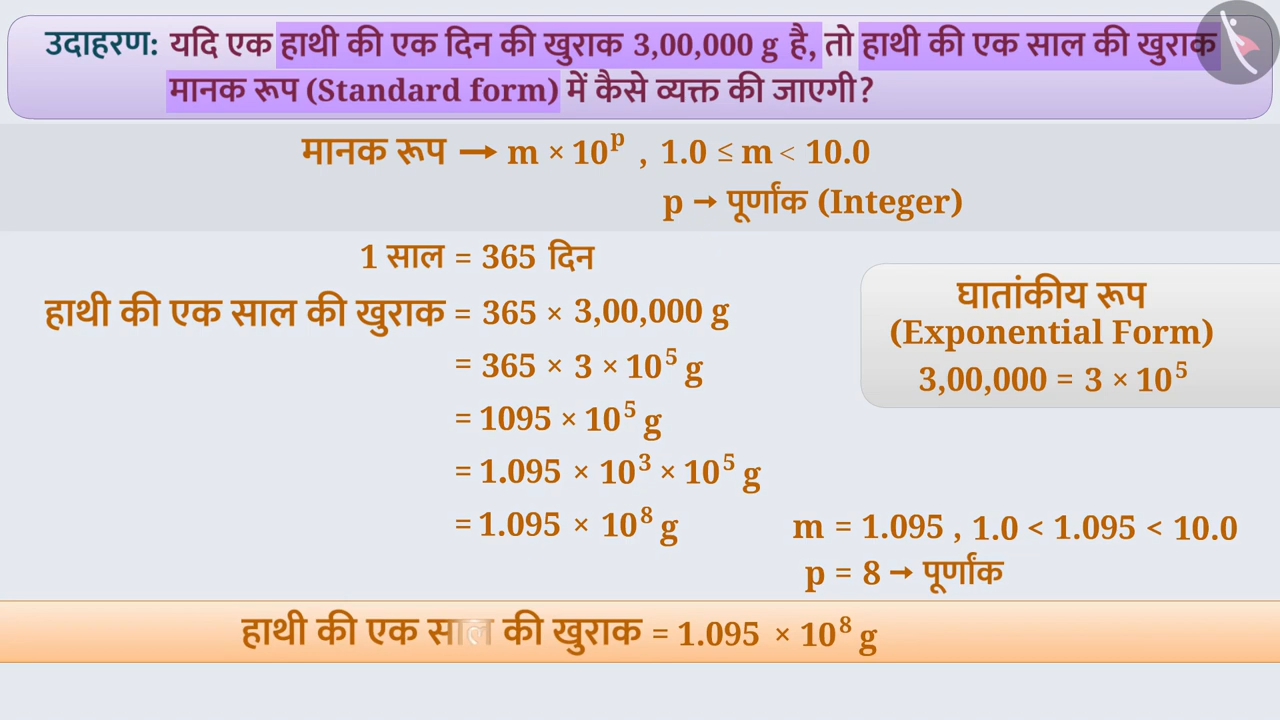 उदाहरण: यदि एक हाथी की एक दिन की खुराक 3,00,000 g है, तो हाथी की एक साल की खुराक
मानक रूप (Standard form) में कैसे व्यक्त की जाएगी?
मानक रूप → m × 10^p , 1.0 ≤ m < 10.0
p → पूर्णांक (Integer)
1 साल = 365 दिन
हाथी की एक साल की खुराक = 365 × 3,00,000 g
= 365 × 3 × 10^5 g
= 1095 × 10^5 g
= 1.095 × 10^3 × 10^5 g
= 1.095 × 10^8 g
घातांकीय रूप
(Exponential Form)
3,00,000 = 3 × 10^5
m = 1.095 , 1.0 < 1.095 < 10.0
p = 8 → पूर्णांक
हाथी की एक साल की खुराक = 1.095 × 10^8 g